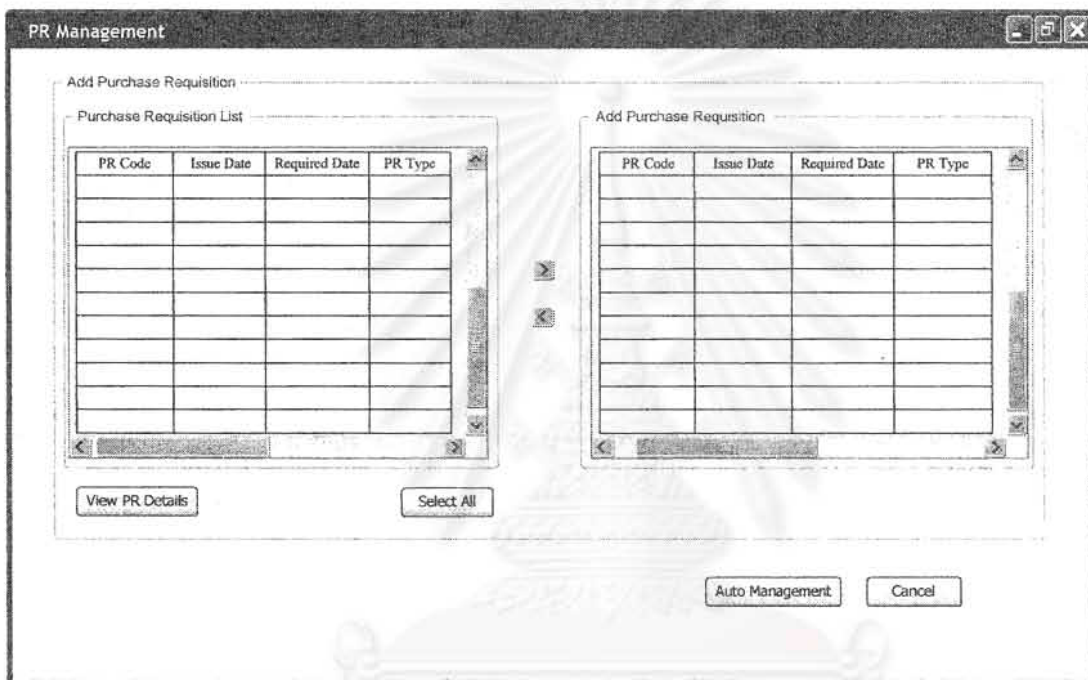 PR Management
Add Purchase Requisition
Purchase Requisition List
Add Purchase Requisition
PR Code Issue Date Required Date PR Type
PR Code Issue Date Required Date PR Type
View PR Details
Select All
Auto Management
Cancel